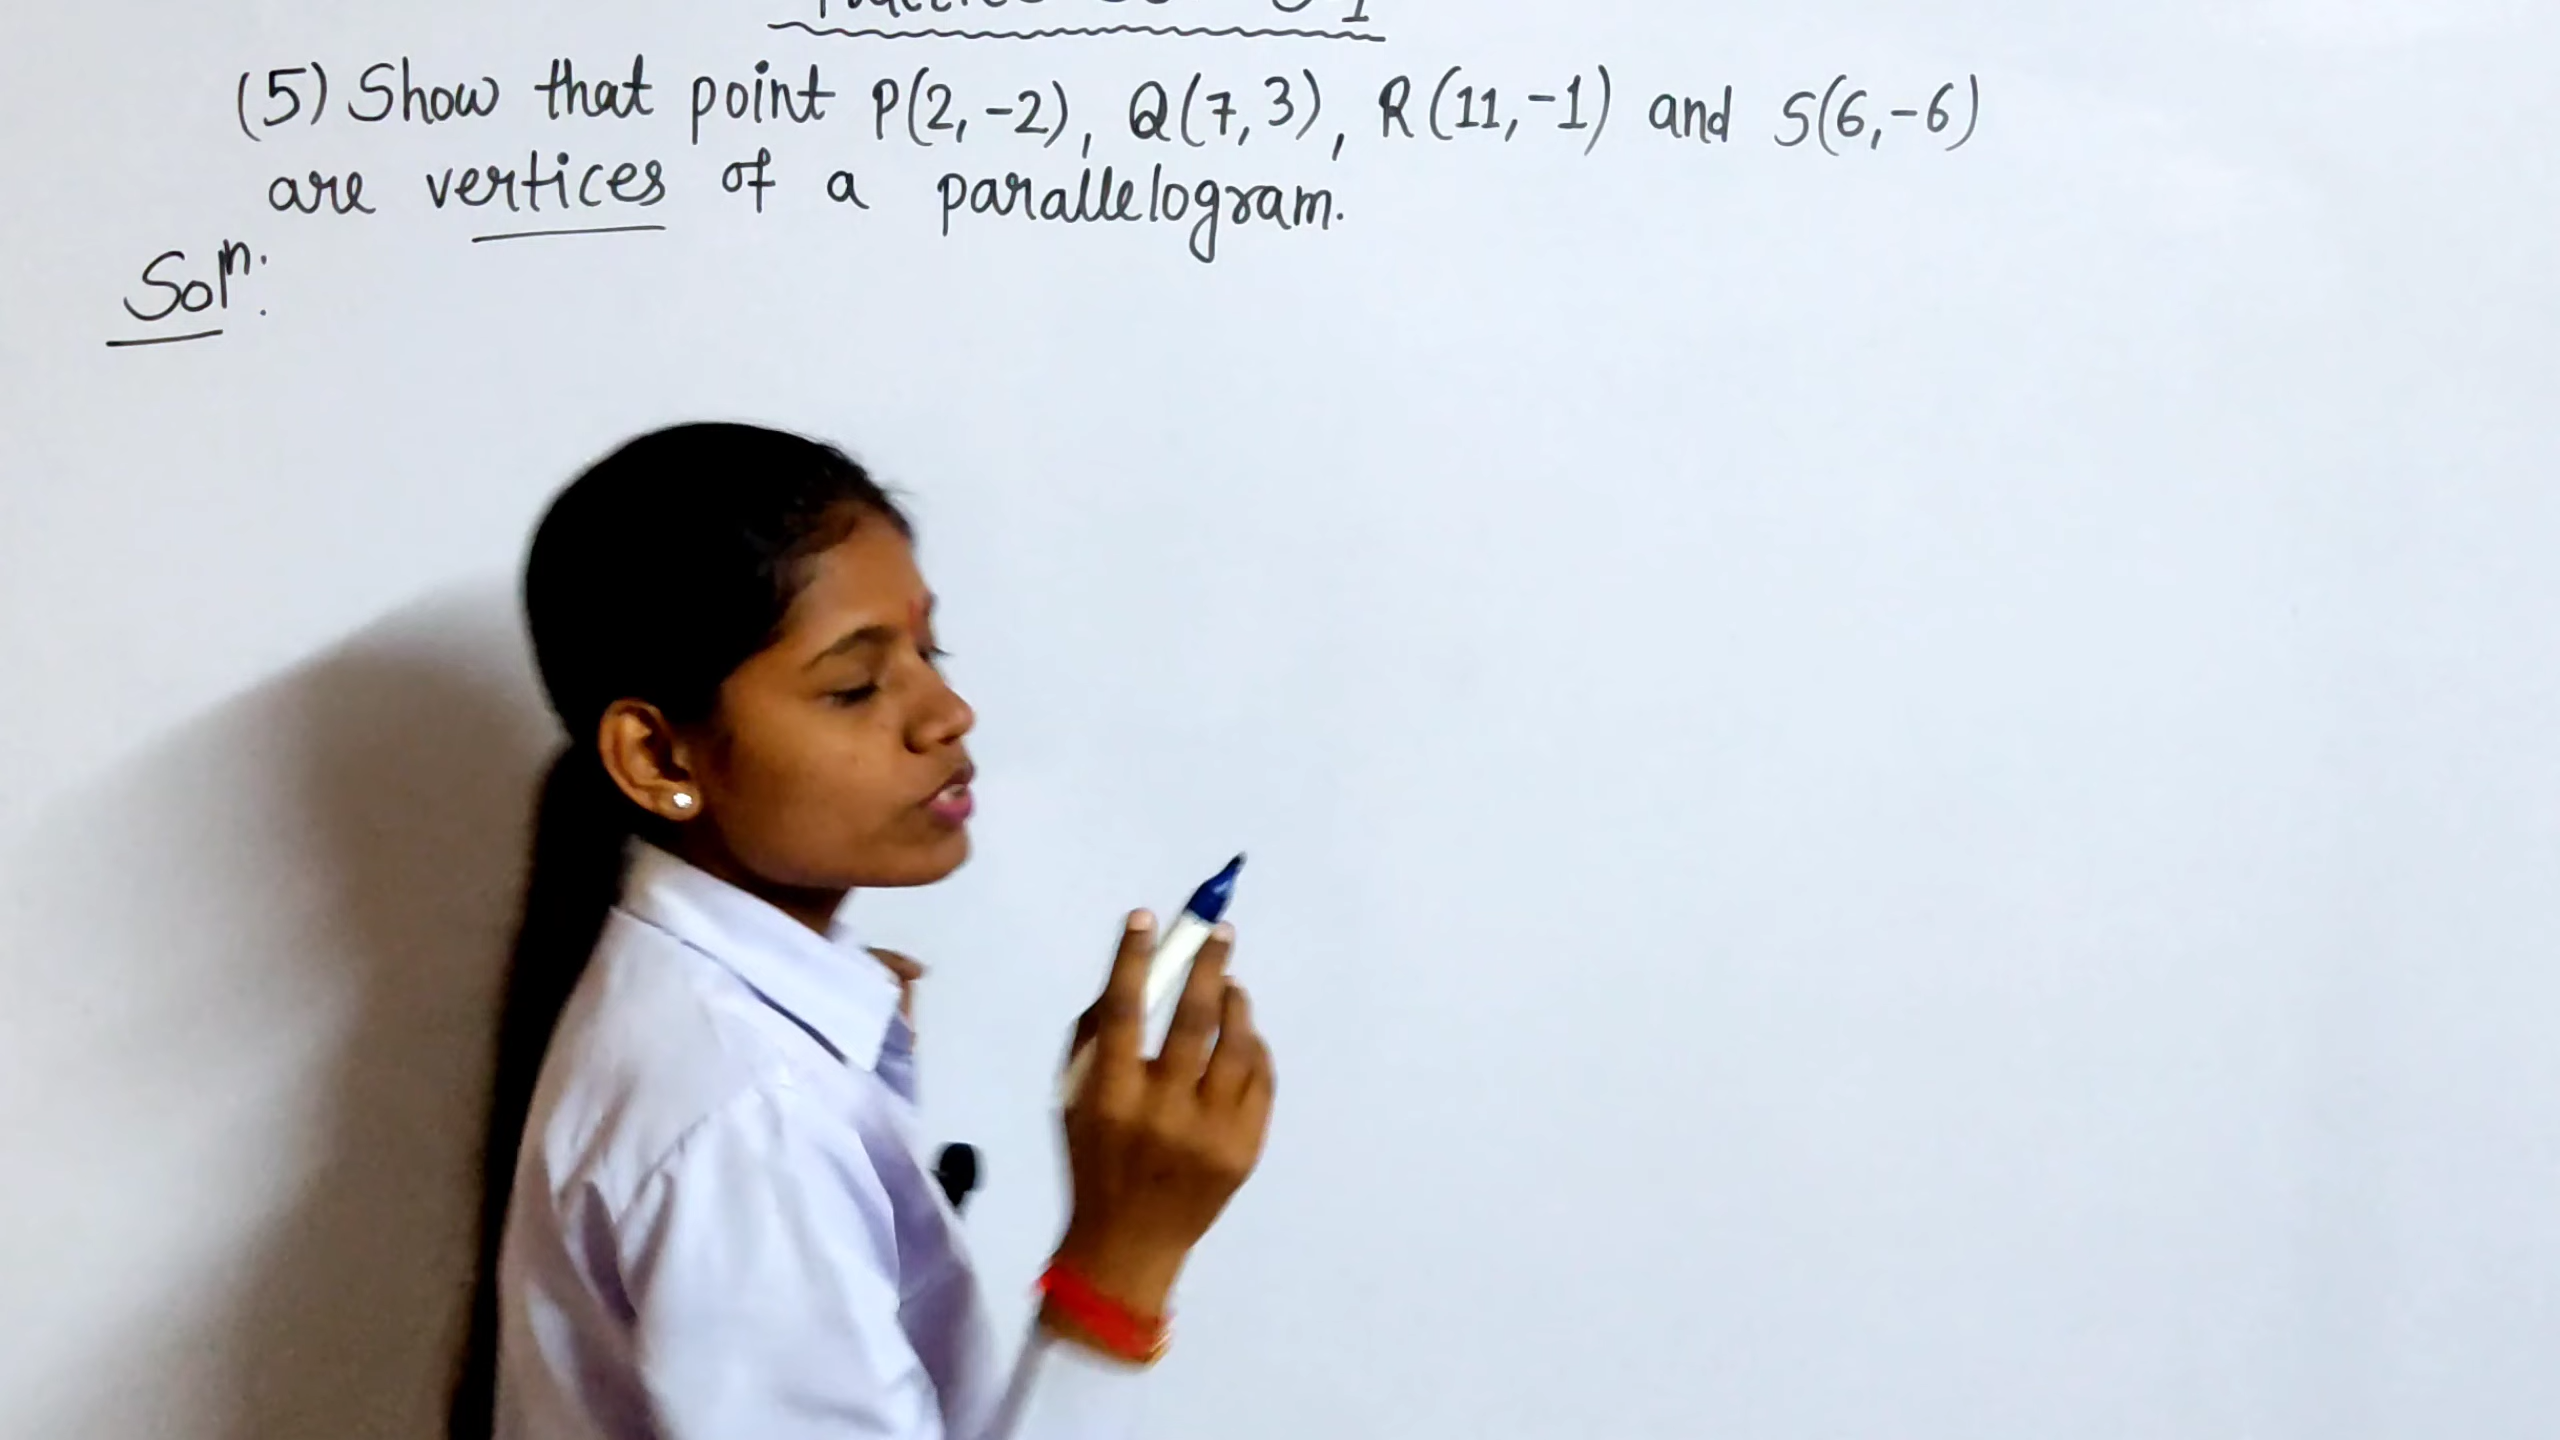 (5) Show that point P(2,-2), Q(7,3), R(11,-1) and S(6,-6)
are vertices of a parallelogram.
Solⁿ: